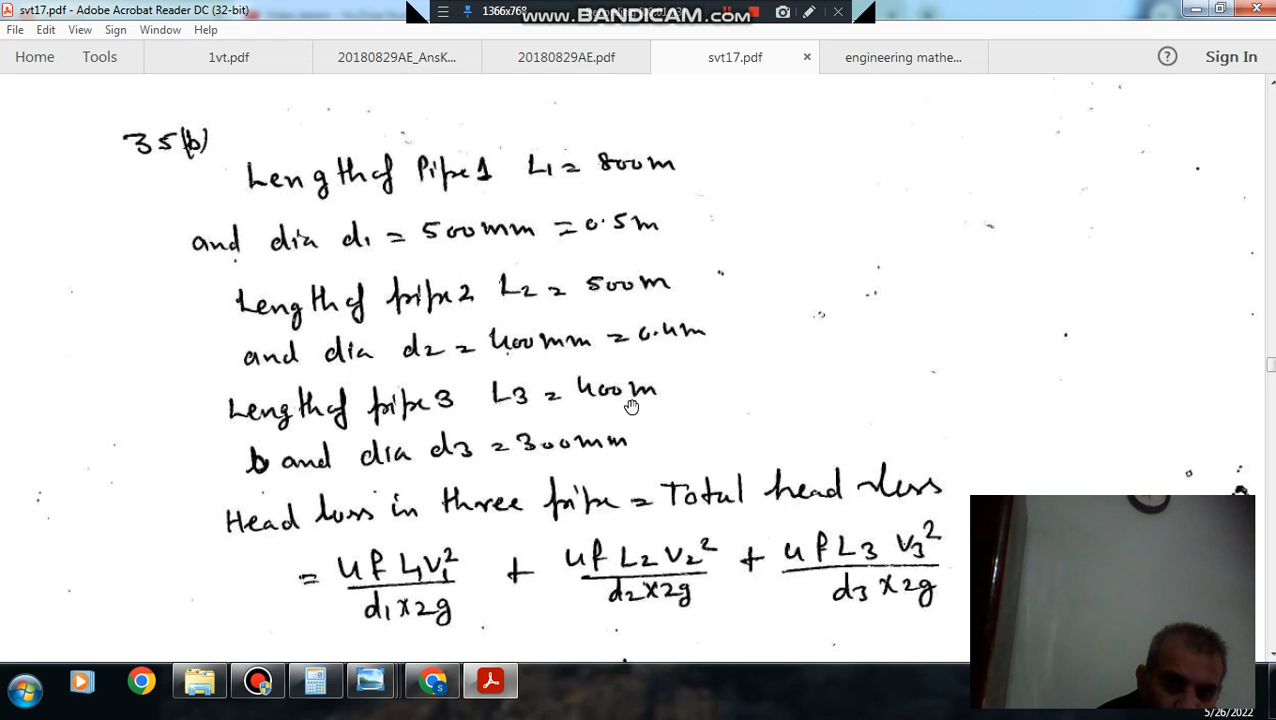 svt17.pdf - Adobe Acrobat Reader DC (32-bit)
1366x768
www.BANDICAM.com
File Edit View Sign Window Help
Home Tools 1vt.pdf 20180829AE_AnsK... 20180829AE.pdf svt17.pdf × engineering mathe... Sign In
35(b)
Length of Pipe 1 L1 = 800m
and dia d1 = 500mm = 0.5m
Length of pipe 2 L2 = 500m
and dia d2 = 400mm = 0.4m
Length of pipe 3 L3 = 400m
and dia d3 = 300mm
Head loss in three pipe = Total head loss
= 4fL1V1²/d1×2g + 4fL2V2²/d2×2g + 4fL3V3²/d3×2g
5/26/2022